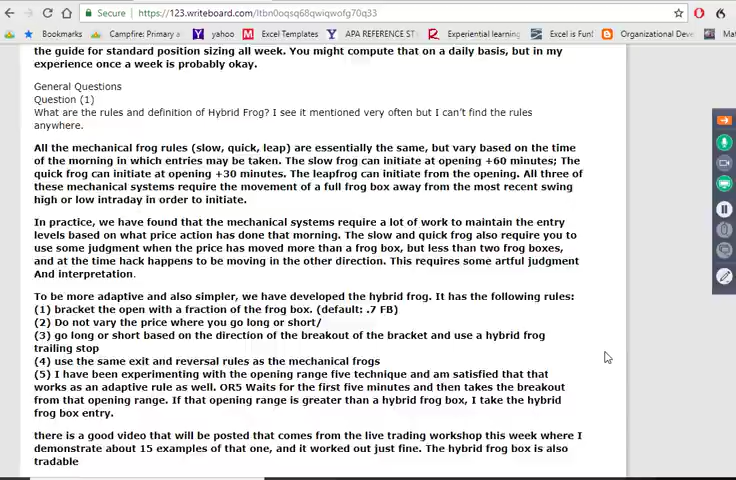 Secure
https://123.writeboard.com/ltbn0oqsq68qwiqwofg70q33
Bookmarks
Campfire: Primary a
yahoo
Excel Templates
APA REFERENCE ST
Experiential learning
Excel is Fun!
Organizational Deve
Ma
the guide for standard position sizing all week. You might compute that on a daily basis, but in my
experience once a week is probably okay.
General Questions
Question (1)
What are the rules and definition of Hybrid Frog? I see it mentioned very often but I can't find the rules
anywhere.
All the mechanical frog rules (slow, quick, leap) are essentially the same, but vary based on the time
of the morning in which entries may be taken. The slow frog can initiate at opening +60 minutes; The
quick frog can initiate at opening +30 minutes. The leapfrog can initiate from the opening. All three of
these mechanical systems require the movement of a full frog box away from the most recent swing
high or low intraday in order to initiate.
In practice, we have found that the mechanical systems require a lot of work to maintain the entry
levels based on what price action has done that morning. The slow and quick frog also require you to
use some judgment when the price has moved more than a frog box, but less than two frog boxes,
and at the time hack happens to be moving in the other direction. This requires some artful judgment
And interpretation.
To be more adaptive and also simpler, we have developed the hybrid frog. It has the following rules:
(1) bracket the open with a fraction of the frog box. (default: .7 FB)
(2) Do not vary the price where you go long or short/
(3) go long or short based on the direction of the breakout of the bracket and use a hybrid frog
trailing stop
(4) use the same exit and reversal rules as the mechanical frogs
(5) I have been experimenting with the opening range five technique and am satisfied that that
works as an adaptive rule as well. OR5 Waits for the first five minutes and then takes the breakout
from that opening range. If that opening range is greater than a hybrid frog box, I take the hybrid
frog box entry.
there is a good video that will be posted that comes from the live trading workshop this week where I
demonstrate about 15 examples of that one, and it worked out just fine. The hybrid frog box is also
tradable